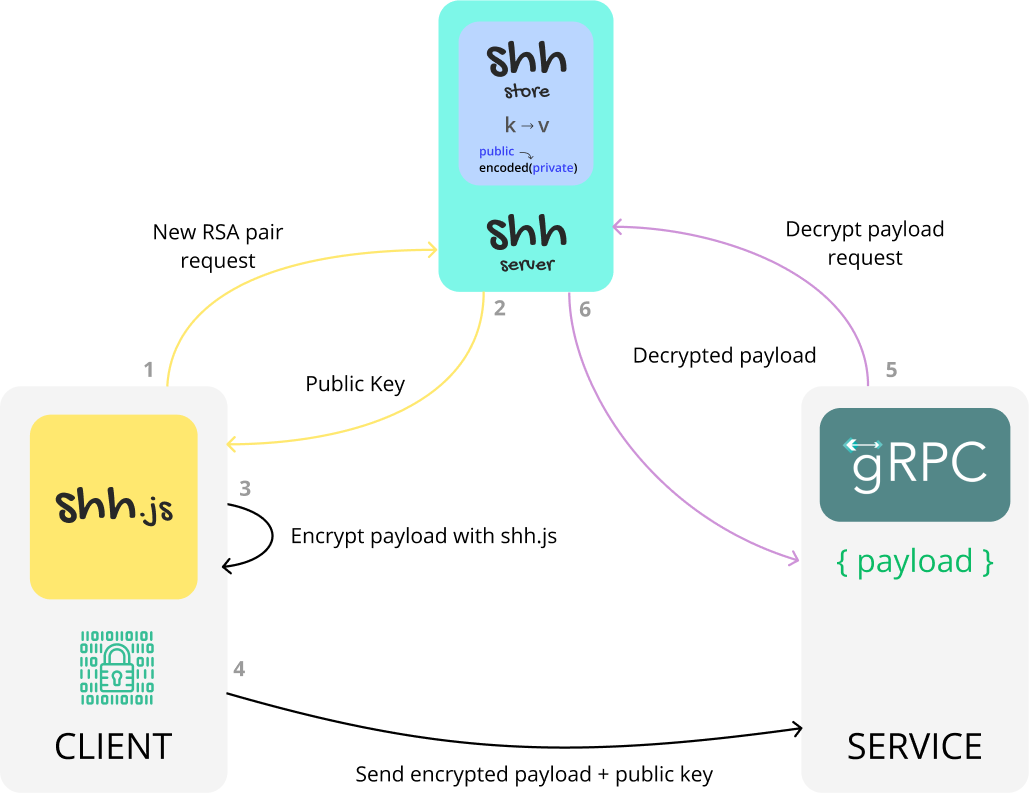 shh
store
k → v
public
encoded(private)
shh
server
New RSA pair
request
Decrypt payload
request
1
2
6
5
Public Key
Decrypted payload
shh.js
3
Encrypt payload with shh.js
gRPC
{ payload }
4
CLIENT
SERVICE
Send encrypted payload + public key